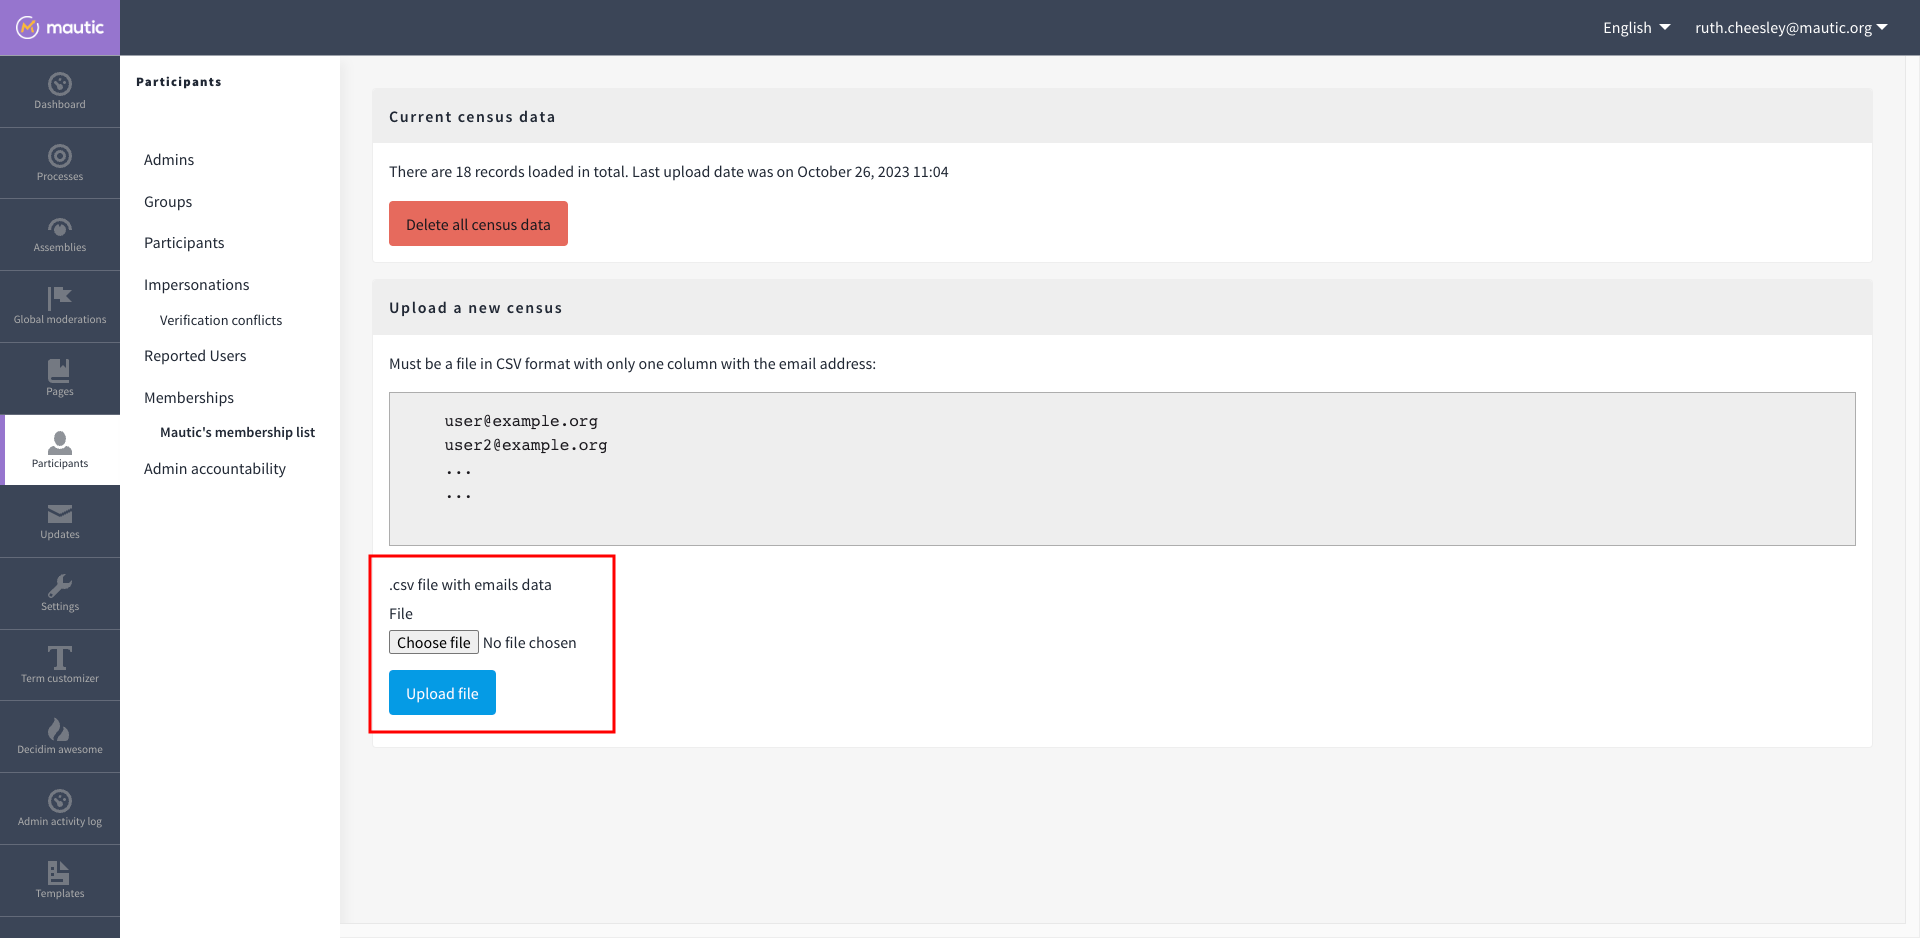 mautic
English
ruth.cheesley@mautic.org
Dashboard
Processes
Assemblies
Global moderations
Pages
Participants
Updates
Settings
Term customizer
Decidim awesome
Admin activity log
Templates
Participants
Admins
Groups
Participants
Impersonations
Verification conflicts
Reported Users
Memberships
Mautic's membership list
Admin accountability
Current census data
There are 18 records loaded in total. Last upload date was on October 26, 2023 11:04
Delete all census data
Upload a new census
Must be a file in CSV format with only one column with the email address:
user@example.org
user2@example.org
...
...
.csv file with emails data
File
Choose file No file chosen
Upload file